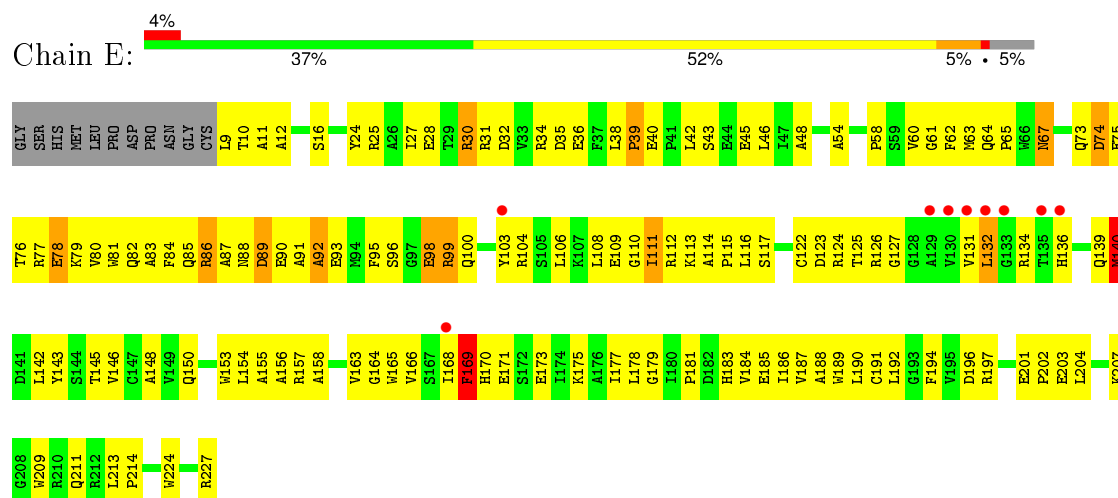 4%
Chain E:
37% 52% 5% • 5%
GLY SER HIS MET LEU PRO ASP PRO ASN GLY CYS L9 T10 A11 A12 S16 Y24 R25 A26 I27 E28 T29 R30 R31 D32 V33 R34 D35 E36 F37 L38 P39 E40 P41 L42 S43 E44 E45 L46 I47 A48 A54 P58 S59 V60 G61 F62 M63 Q64 P65 W66 N67 Q73 D74 E75
T76 R77 E78 K79 V80 W81 Q82 A83 F84 Q85 R86 A87 N88 D89 E90 A91 A92 E93 M94 F95 S96 G97 E98 R99 Q100 Y103 R104 S105 L106 K107 L108 E109 G110 I111 R112 K113 A114 P115 L116 S117 C122 D123 R124 T125 R126 G127 G128 A129 V130 V131 L132 G133 R134 T135 H136 Q139 M140
D141 L142 Y143 S144 T145 V146 C147 A148 V149 Q150 W153 L154 A155 A156 R157 A158 V163 G164 W165 V166 S167 I168 F169 H170 E171 S172 E173 I174 K175 A176 I177 L178 G179 I180 P181 D182 H183 V184 E185 I186 V187 A188 W189 L190 C191 L192 G193 F194 V195 D196 R197 E201 P202 E203 L204 K207
G208 W209 R210 Q211 R212 L213 P214 W224 R227